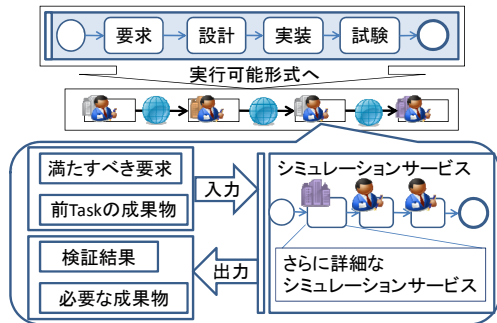 要求
設計
実装
試験
実行可能形式へ
満たすべき要求
前Taskの成果物
入力
検証結果
必要な成果物
出力
シミュレーションサービス
さらに詳細な
シミュレーションサービス